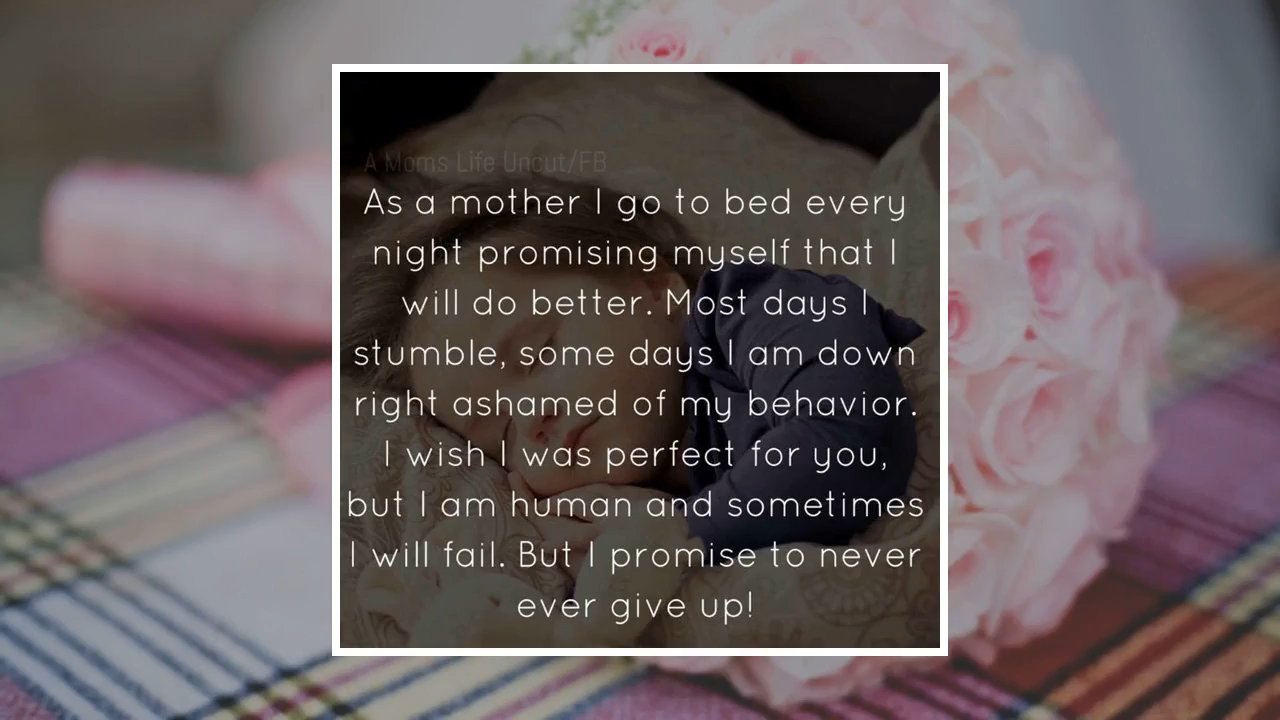 A Moms Life Uncut/FB
As a mother I go to bed every
night promising myself that I
will do better. Most days I
stumble, some days I am down
right ashamed of my behavior.
I wish I was perfect for you,
but I am human and sometimes
I will fail. But I promise to never
ever give up!